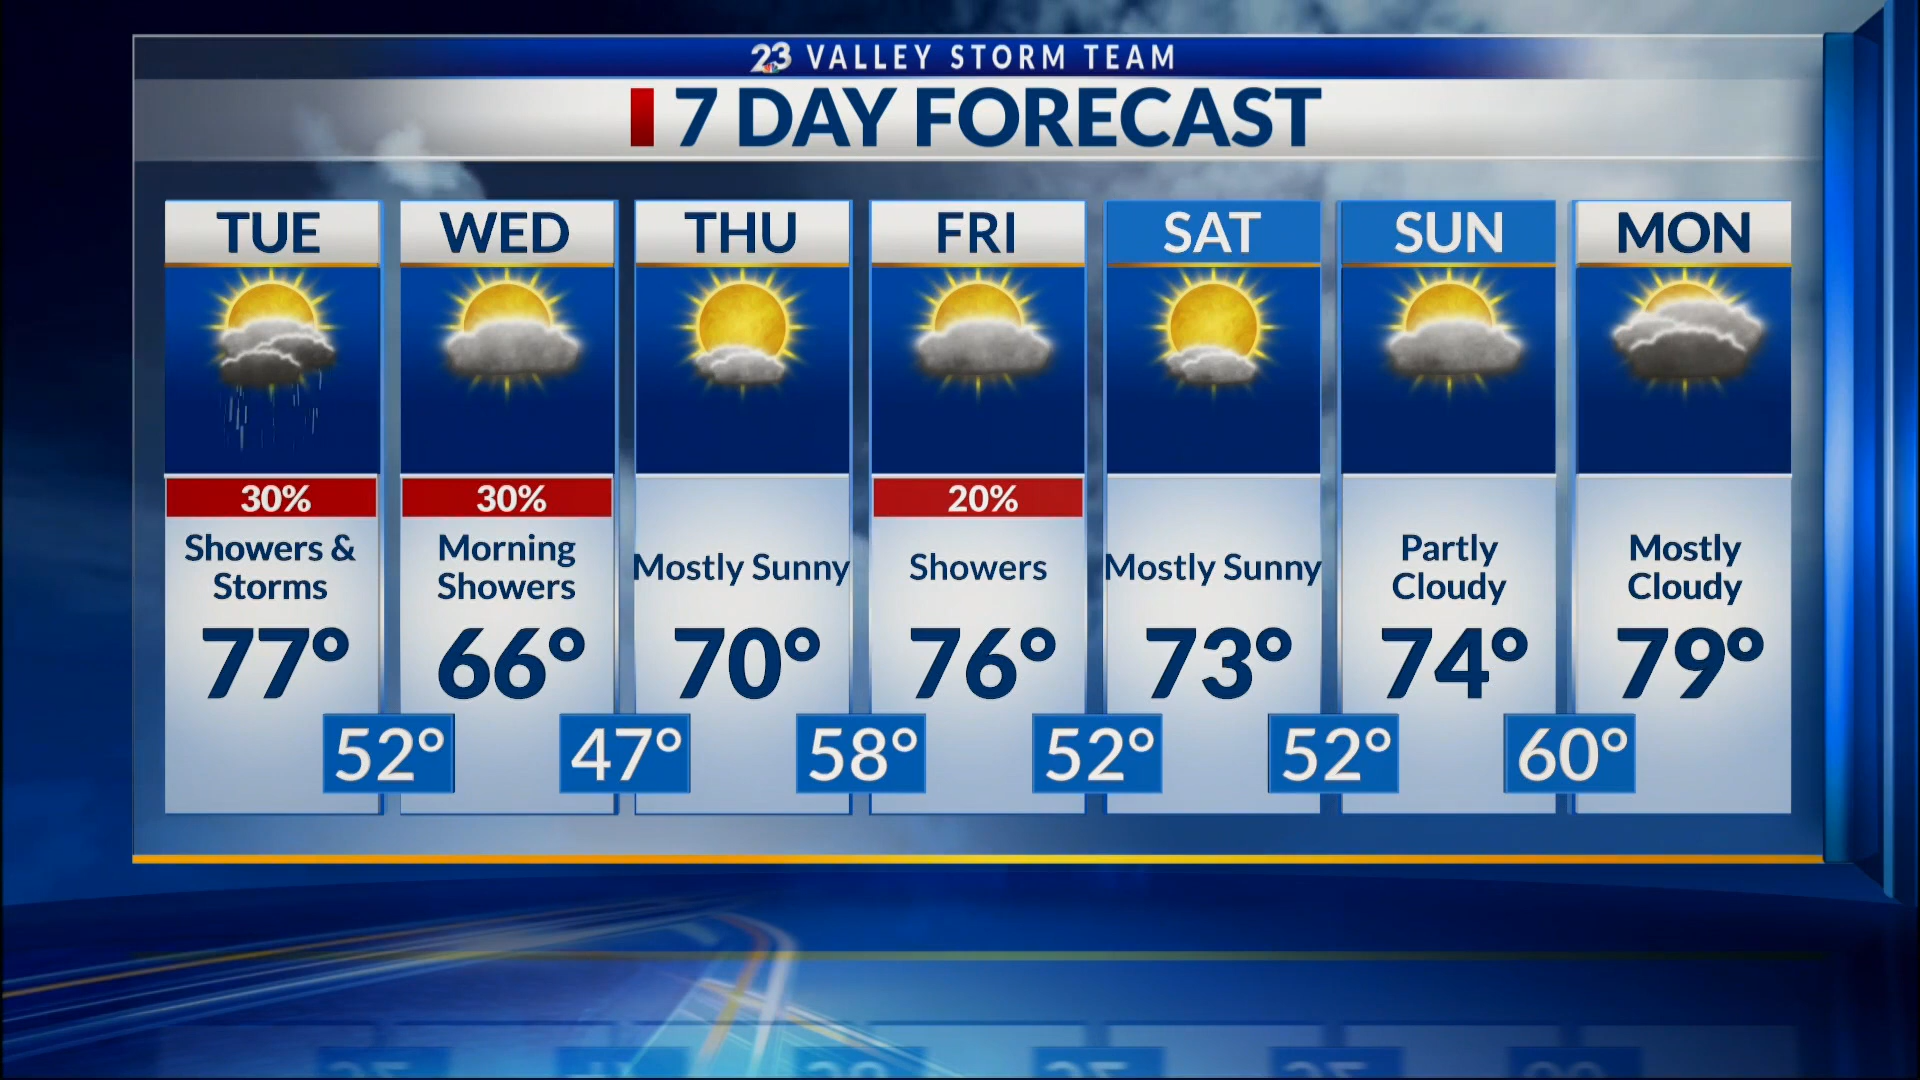 23 VALLEY STORM TEAM
7 DAY FORECAST
TUE
30%
Showers &
Storms
77°
52°
WED
30%
Morning
Showers
66°
47°
THU
Mostly Sunny
70°
58°
FRI
20%
Showers
76°
52°
SAT
Mostly Sunny
73°
52°
SUN
Partly
Cloudy
74°
60°
MON
Mostly
Cloudy
79°